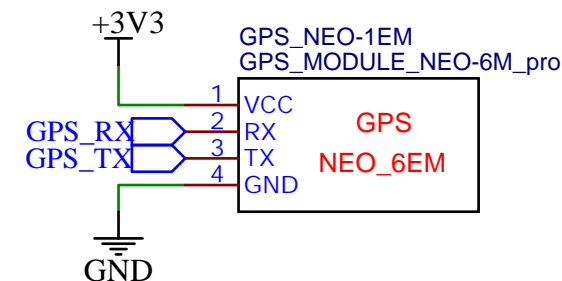 +3V3
GPS_NEO-1EM
GPS_MODULE_NEO-6M_pro
1 VCC
GPS_RX 2 RX
GPS_TX 3 TX
4 GND
GPS
NEO_6EM
GND